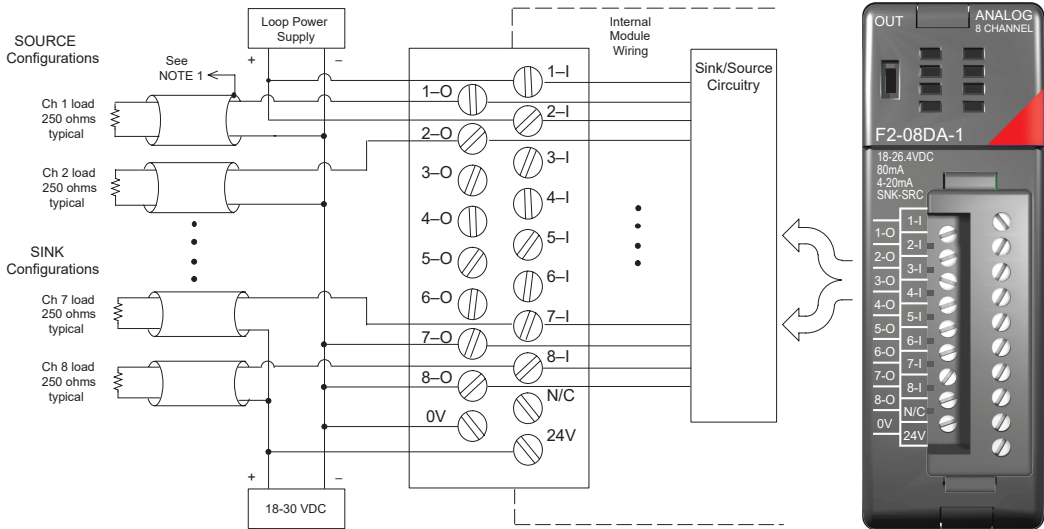 SOURCE
Configurations
See
NOTE 1
Ch 1 load
250 ohms
typical
Ch 2 load
250 ohms
typical
SINK
Configurations
Ch 7 load
250 ohms
typical
Ch 8 load
250 ohms
typical
Loop Power
Supply
+ –
+ –
18-30 VDC
1–O
2–O
3–O
4–O
5–O
6–O
7–O
8–O
0V
1–I
2–I
3–I
4–I
5–I
6–I
7–I
8–I
N/C
24V
Internal
Module
Wiring
Sink/Source
Circuitry
OUT
ANALOG
8 CHANNEL
F2-08DA-1
18-26.4VDC
80mA
4-20mA
SNK-SRC
1-I
1-O
2-I
2-O
3-I
3-O
4-I
4-O
5-I
5-O
6-I
6-O
7-I
7-O
8-I
8-O
N/C
0V
24V